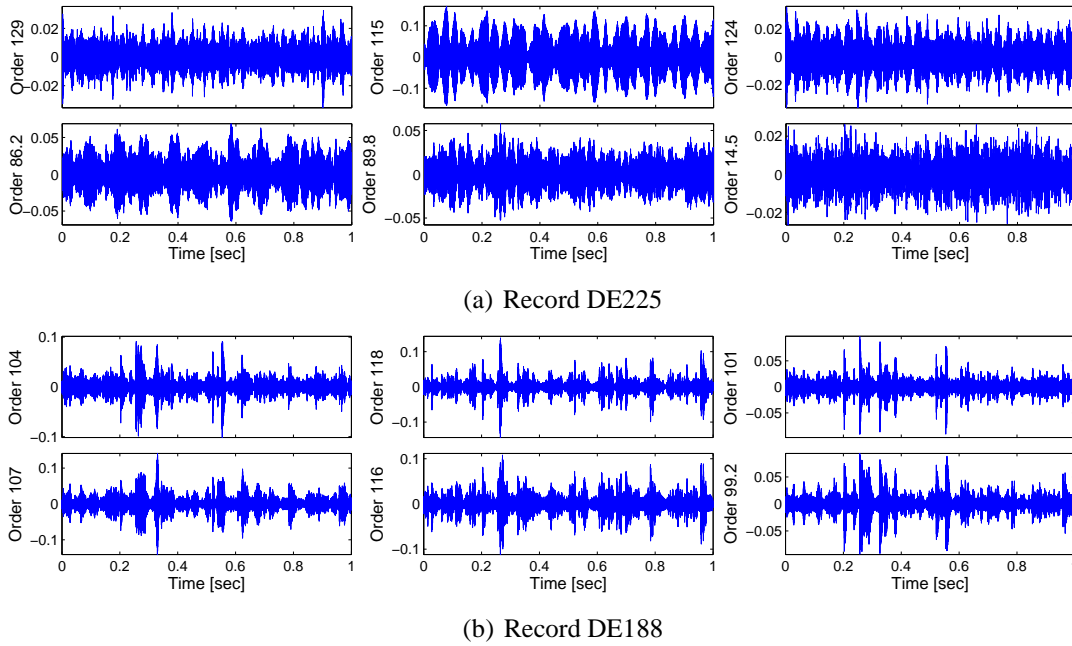 Order 129
0.02
0
−0.02
Order 115
0.1
0
−0.1
Order 124
0.02
0
−0.02
Order 86.2
0.05
0
−0.05
0 0.2 0.4 0.6 0.8 1
Time [sec]
Order 89.8
0.05
0
−0.05
0 0.2 0.4 0.6 0.8 1
Time [sec]
Order 14.5
0.02
0
−0.02
0 0.2 0.4 0.6 0.8 1
Time [sec]
(a) Record DE225
Order 104
0.1
0
−0.1
Order 118
0.1
0
−0.1
Order 101
0.05
0
−0.05
Order 107
0.1
0
−0.1
0 0.2 0.4 0.6 0.8 1
Time [sec]
Order 116
0.1
0
−0.1
0 0.2 0.4 0.6 0.8 1
Time [sec]
Order 99.2
0.05
0
−0.05
0 0.2 0.4 0.6 0.8 1
Time [sec]
(b) Record DE188